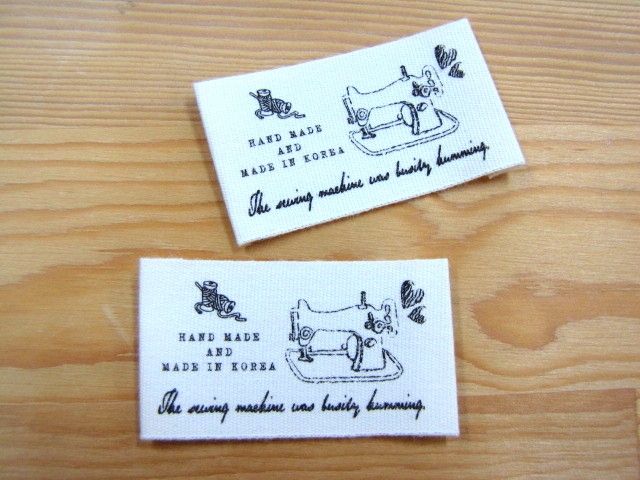 HAND MADE
AND
MADE IN KOREA
The sewing machine was busily humming.
HAND MADE
AND
MADE IN KOREA
The sewing machine was busily humming.